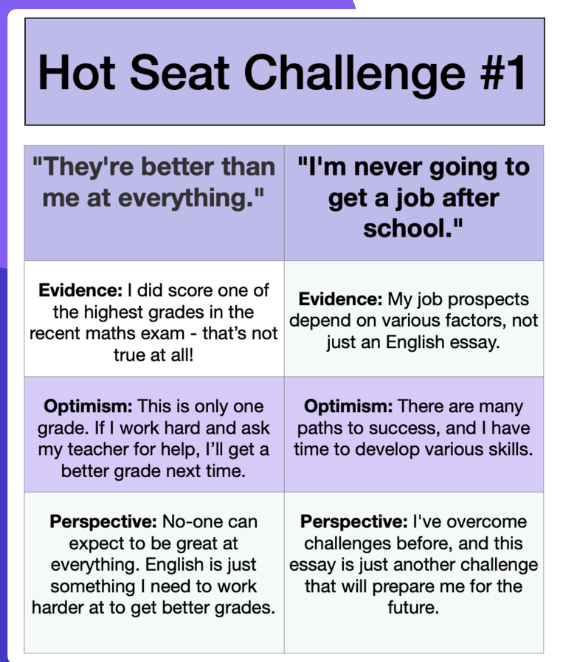 Hot Seat Challenge #1
"They're better than
me at everything."
"I'm never going to
get a job after
school."
Evidence: I did score one of
the highest grades in the
recent maths exam - that's not
true at all!
Evidence: My job prospects
depend on various factors, not
just an English essay.
Optimism: This is only one
grade. If I work hard and ask
my teacher for help, I'll get a
better grade next time.
Optimism: There are many
paths to success, and I have
time to develop various skills.
Perspective: No-one can
expect to be great at
everything. English is just
something I need to work
harder at to get better grades.
Perspective: I've overcome
challenges before, and this
essay is just another challenge
that will prepare me for the
future.